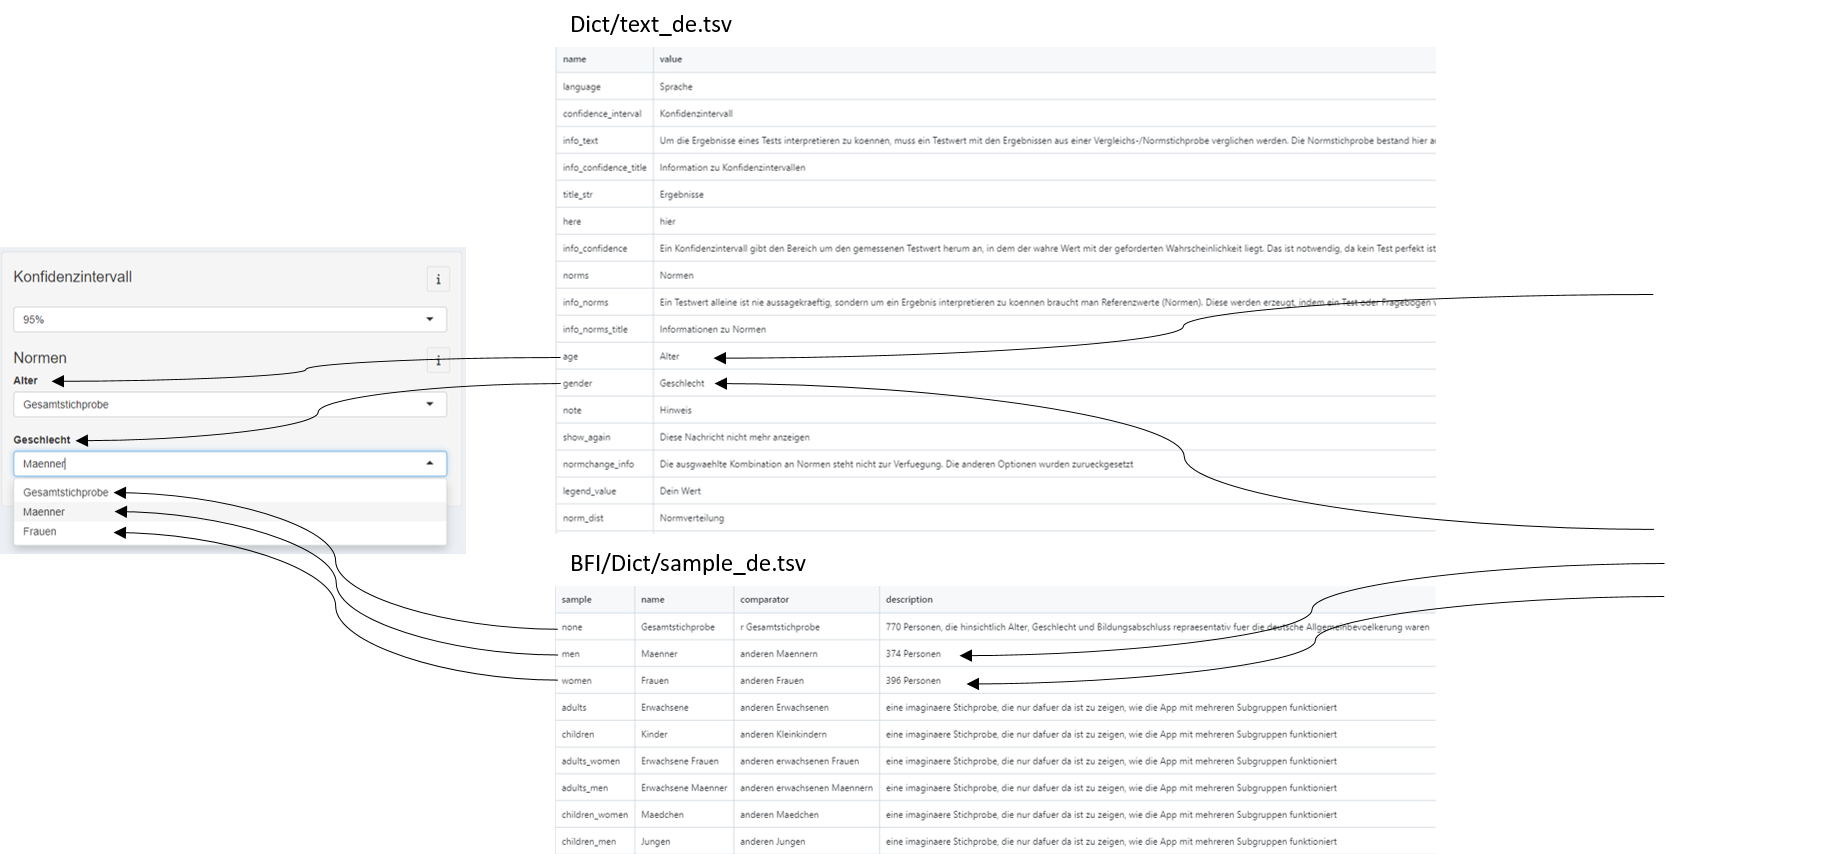 Dict/text_de.tsv
name value
language Sprache
confidence_interval Konfidenzintervall
info_text Um die Ergebnisse eines Tests interpretieren zu koennen, muss ein Testwert mit den Ergebnissen aus einer Vergleichs-/Normstichprobe verglichen werden. Die Normstichprobe bestand hier
info_confidence_title Information zu Konfidenzintervallen
title_str Ergebnisse
here hier
info_confidence Ein Konfidenzintervall gibt den Bereich um den gemessenen Testwert herum an, in dem der wahre Wert mit der geforderten Wahrscheinlichkeit liegt. Das ist notwendig, da kein Test perfekt ist
norms Normen
info_norms Ein Testwert alleine ist nie aussagekraeftig, sondern um ein Ergebnis interpretieren zu koennen braucht man Referenzwerte (Normen). Diese werden erzeugt, indem ein Test oder Fragebogen
info_norms_title Informationen zu Normen
age Alter
gender Geschlecht
note Hinweis
show_again Diese Nachricht nicht mehr anzeigen
normchange_info Die ausgwaehlte Kombination an Normen steht nicht zur Verfuegung. Die anderen Optionen wurden zurueckgesetzt
legend_value Dein Wert
norm_dist Normverteilung
Konfidenzintervall i
95%
Normen i
Alter
Gesamtstichprobe
Geschlecht
Maenner
Gesamtstichprobe
Maenner
Frauen
BFI/Dict/sample_de.tsv
sample name comparator description
none Gesamtstichprobe r Gesamtstichprobe 770 Personen, die hinsichtlich Alter, Geschlecht und Bildungsabschluss repraesentativ fuer die deutsche Allgemeinbevoelkerung waren
men Maenner anderen Maennern 374 Personen
women Frauen anderen Frauen 396 Personen
adults Erwachsene anderen Erwachsenen eine imaginaere Stichprobe, die nur dafuer da ist zu zeigen, wie die App mit mehreren Subgruppen funktioniert
children Kinder anderen Kleinkindern eine imaginaere Stichprobe, die nur dafuer da ist zu zeigen, wie die App mit mehreren Subgruppen funktioniert
adults_women Erwachsene Frauen anderen erwachsenen Frauen eine imaginaere Stichprobe, die nur dafuer da ist zu zeigen, wie die App mit mehreren Subgruppen funktioniert
adults_men Erwachsene Maenner anderen erwachsenen Maennern eine imaginaere Stichprobe, die nur dafuer da ist zu zeigen, wie die App mit mehreren Subgruppen funktioniert
children_women Maedchen anderen Maedchen eine imaginaere Stichprobe, die nur dafuer da ist zu zeigen, wie die App mit mehreren Subgruppen funktioniert
children_men Jungen anderen Jungen eine imaginaere Stichprobe, die nur dafuer da ist zu zeigen, wie die App mit mehreren Subgruppen funktioniert